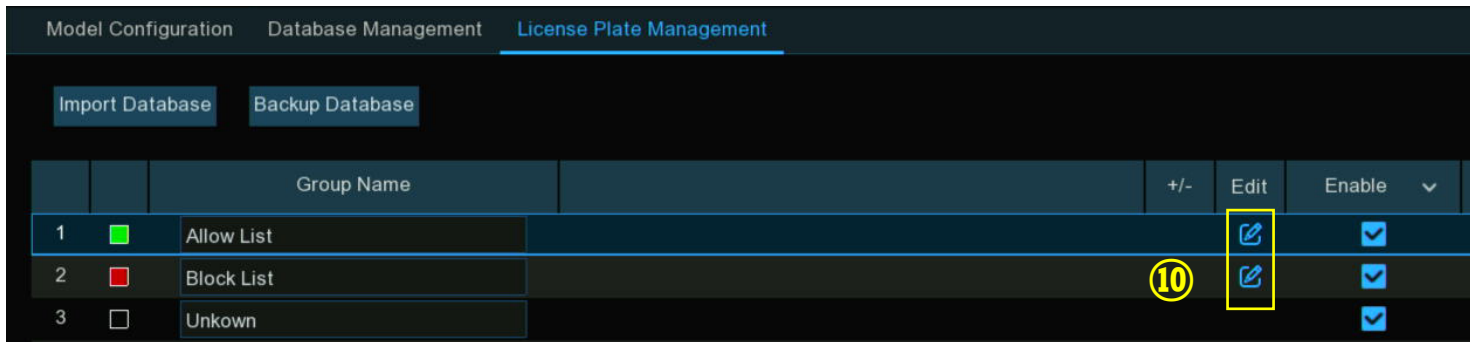 Model Configuration Database Management License Plate Management
Import Database Backup Database
Group Name +/- Edit Enable
1 Allow List
2 Block List
⑩
3 Unkown